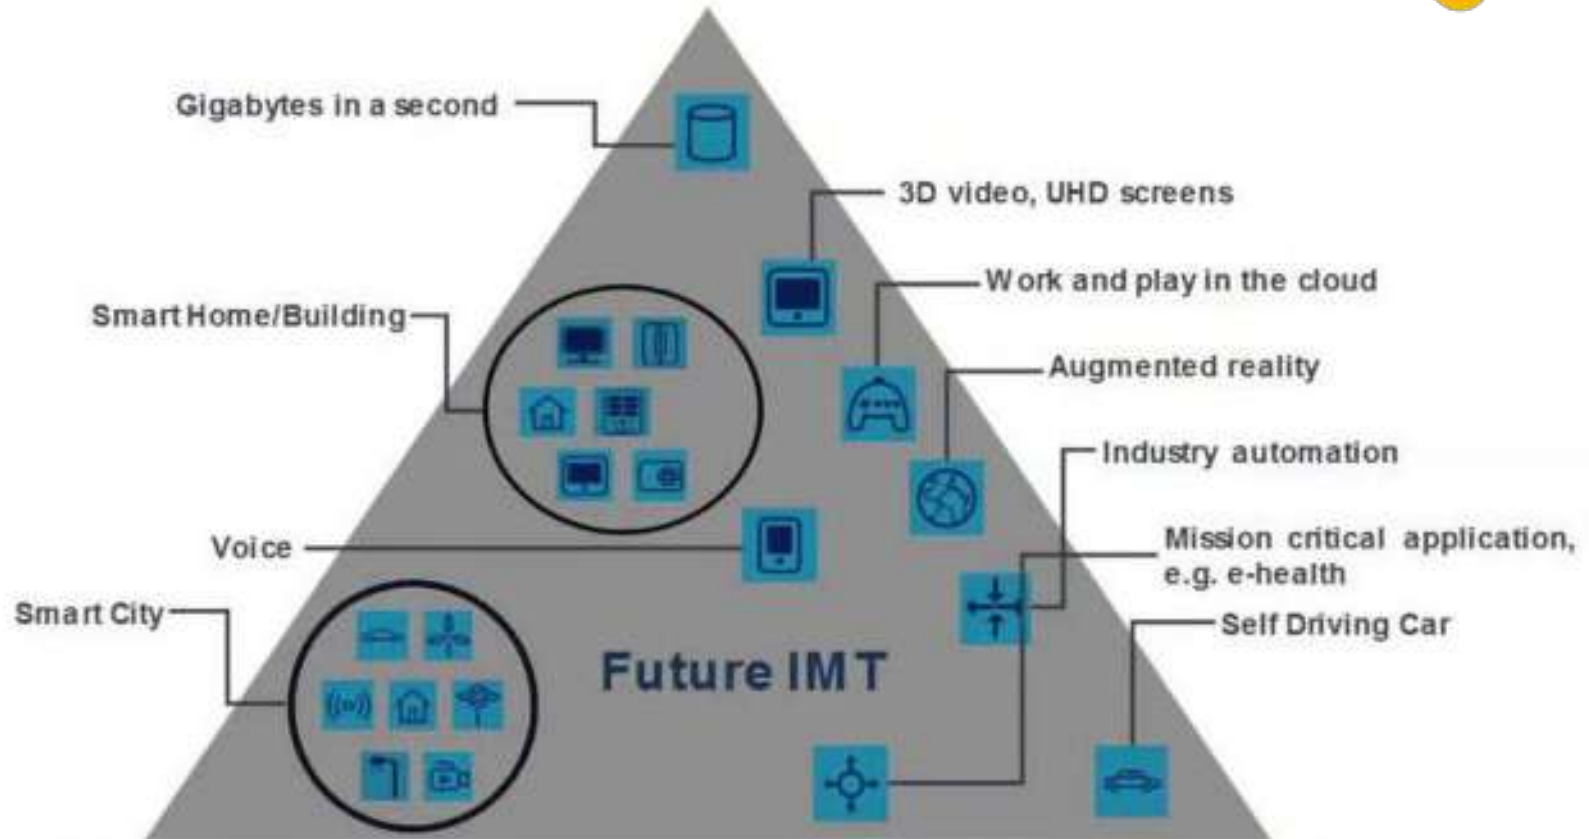 Gigabytes in a second
3D video, UHD screens
Work and play in the cloud
Smart Home/Building
Augmented reality
Industry automation
Voice
Mission critical application,
e.g. e-health
Smart City
Self Driving Car
Future IMT